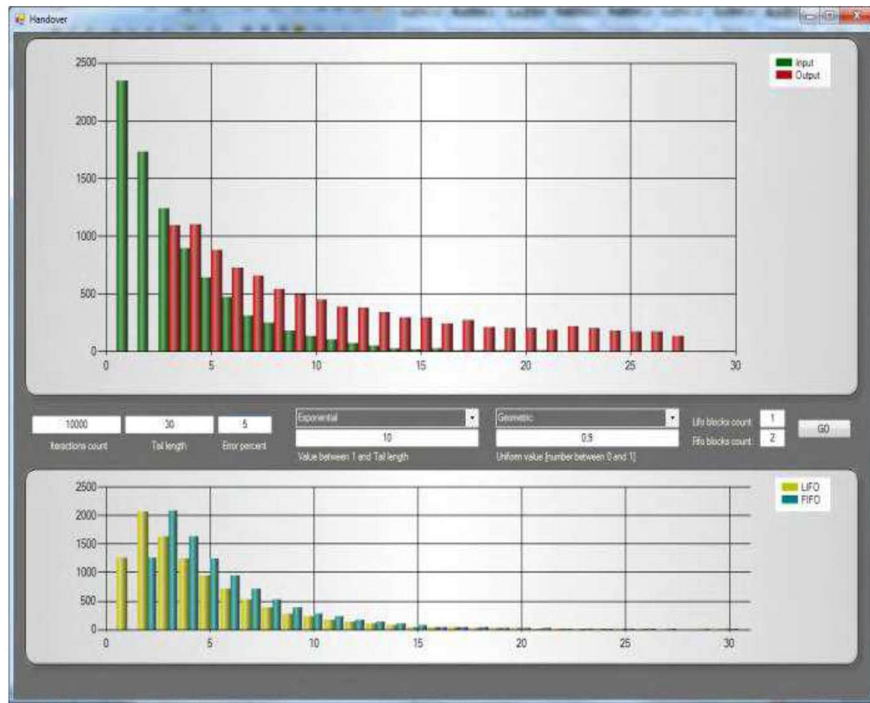 Handover
2500
2000
1500
1000
500
0
0 5 10 15 20 25 30
Input
Output
10000 30 5
Iteractions count Tail length Error percent
Exponential
10
Value between 1 and Tail length
Geometric
0.9
Uniform value [number between 0 and 1]
Lifo blocks count: 1
Fifo blocks count: 2
GO
2500
2000
1500
1000
500
0
0 5 10 15 20 25 30
LIFO
FIFO